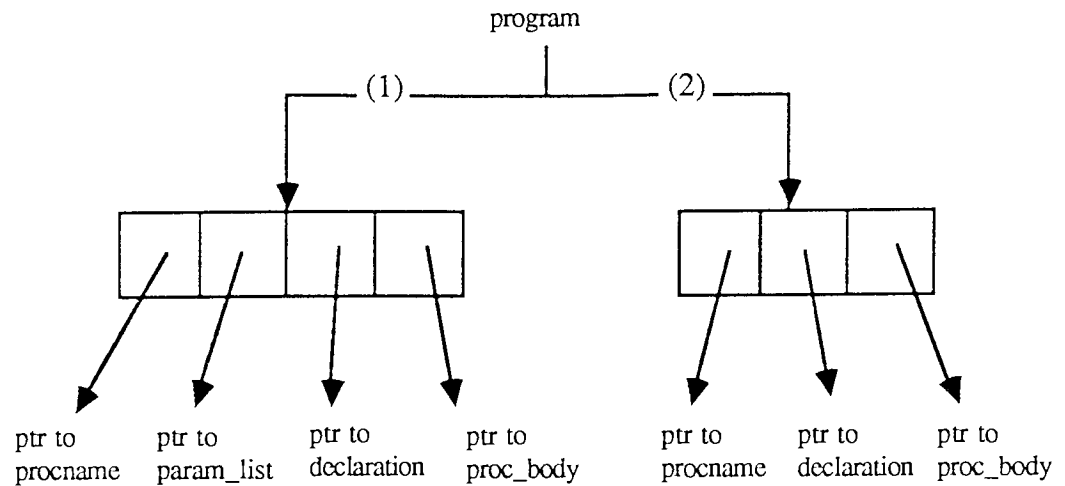 program
(1)
(2)
ptr to
procname
ptr to
param_list
ptr to
declaration
ptr to
proc_body
ptr to
procname
ptr to
declaration
ptr to
proc_body